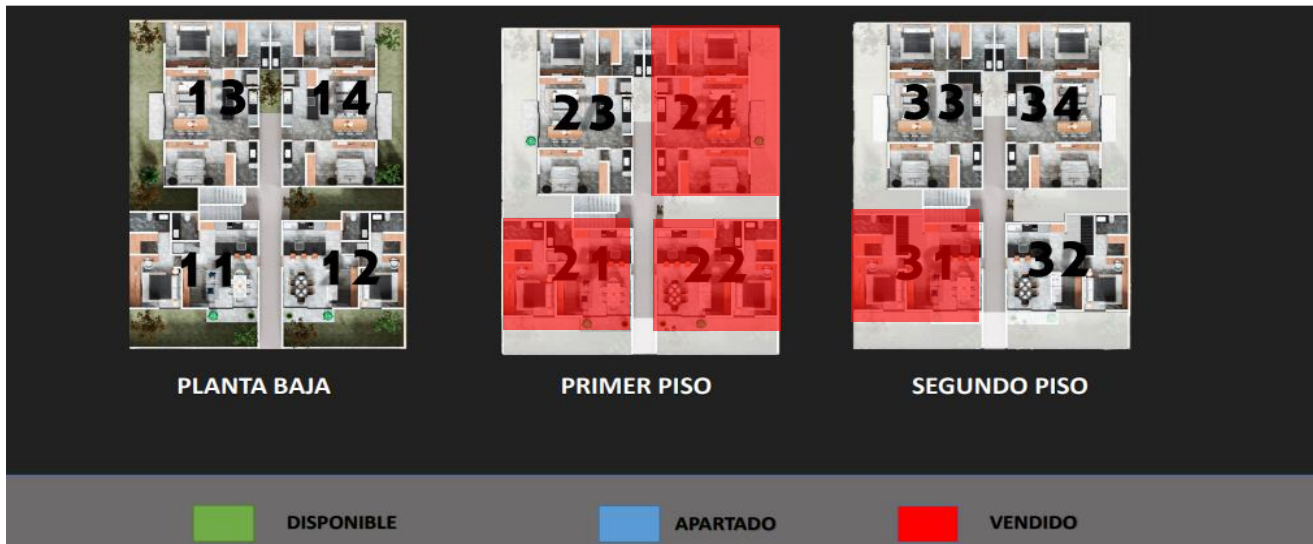 13 14
11 12
PLANTA BAJA
23 24
21 22
PRIMER PISO
33 34
31 32
SEGUNDO PISO
DISPONIBLE
APARTADO
VENDIDO